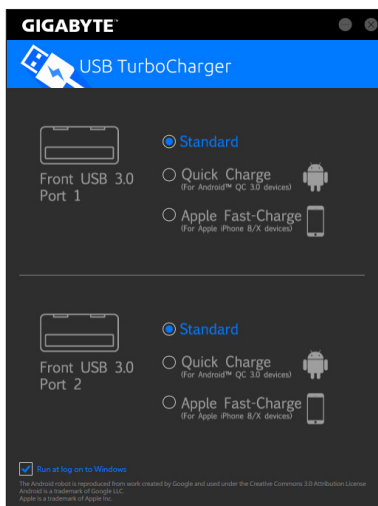 GIGABYTE™
USB TurboCharger
Front USB 3.0
Port 1
Standard
Quick Charge
(For Android™ QC 3.0 devices)
Apple Fast-Charge
(For Apple iPhone 8/X devices)
Front USB 3.0
Port 2
Standard
Quick Charge
(For Android™ QC 3.0 devices)
Apple Fast-Charge
(For Apple iPhone 8/X devices)
Run at log on to Windows
The Android robot is reproduced from work created by Google and used under the Creative Commons 3.0 Attribution License
Android is a trademark of Google LLC.
Apple is a trademark of Apple Inc.